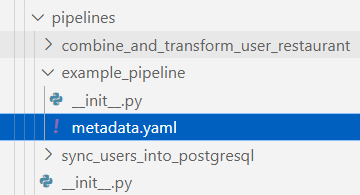 pipelines
combine_and_transform_user_restaurant
example_pipeline
__init__.py
! metadata.yaml
sync_users_into_postgresql
__init__.py